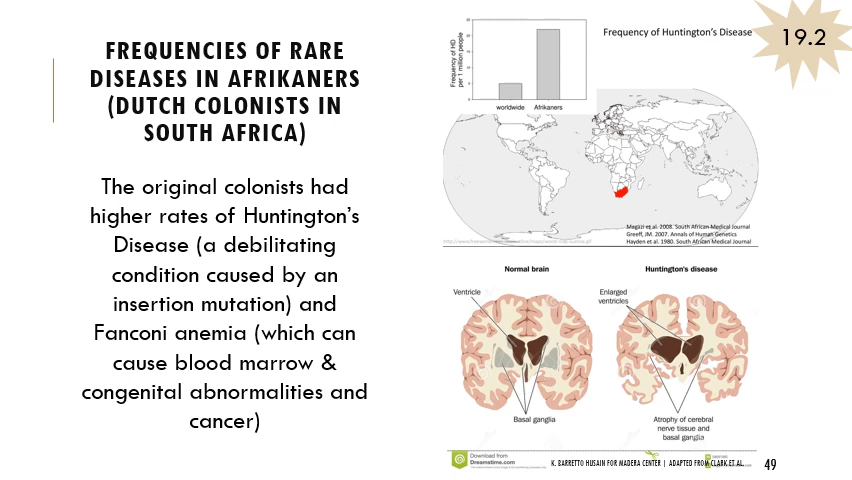 FREQUENCIES OF RARE
DISEASES IN AFRIKANERS
(DUTCH COLONISTS IN
SOUTH AFRICA)
The original colonists had
higher rates of Huntington's
Disease (a debilitating
condition caused by an
insertion mutation) and
Fanconi anemia (which can
cause blood marrow &
congenital abnormalities and
cancer)
Frequency of Huntington's Disease
19.2
Frequency of HD
per 1 million people
worldwide Afrikaners
Magazi et al. 2008. South African Medical Journal
Greeff, JM. 2007. Annals of Human Genetics
Hayden et al. 1980. South African Medical Journal
Normal brain
Huntington's disease
Ventricle
Enlarged
ventricles
Basal ganglia
Atrophy of cerebral
nerve tissue and
basal ganglia
Download from
Dreamstime.com
K. BARRETTO HUSAIN FOR MADERA CENTER | ADAPTED FROM CLARK ET AL.
49